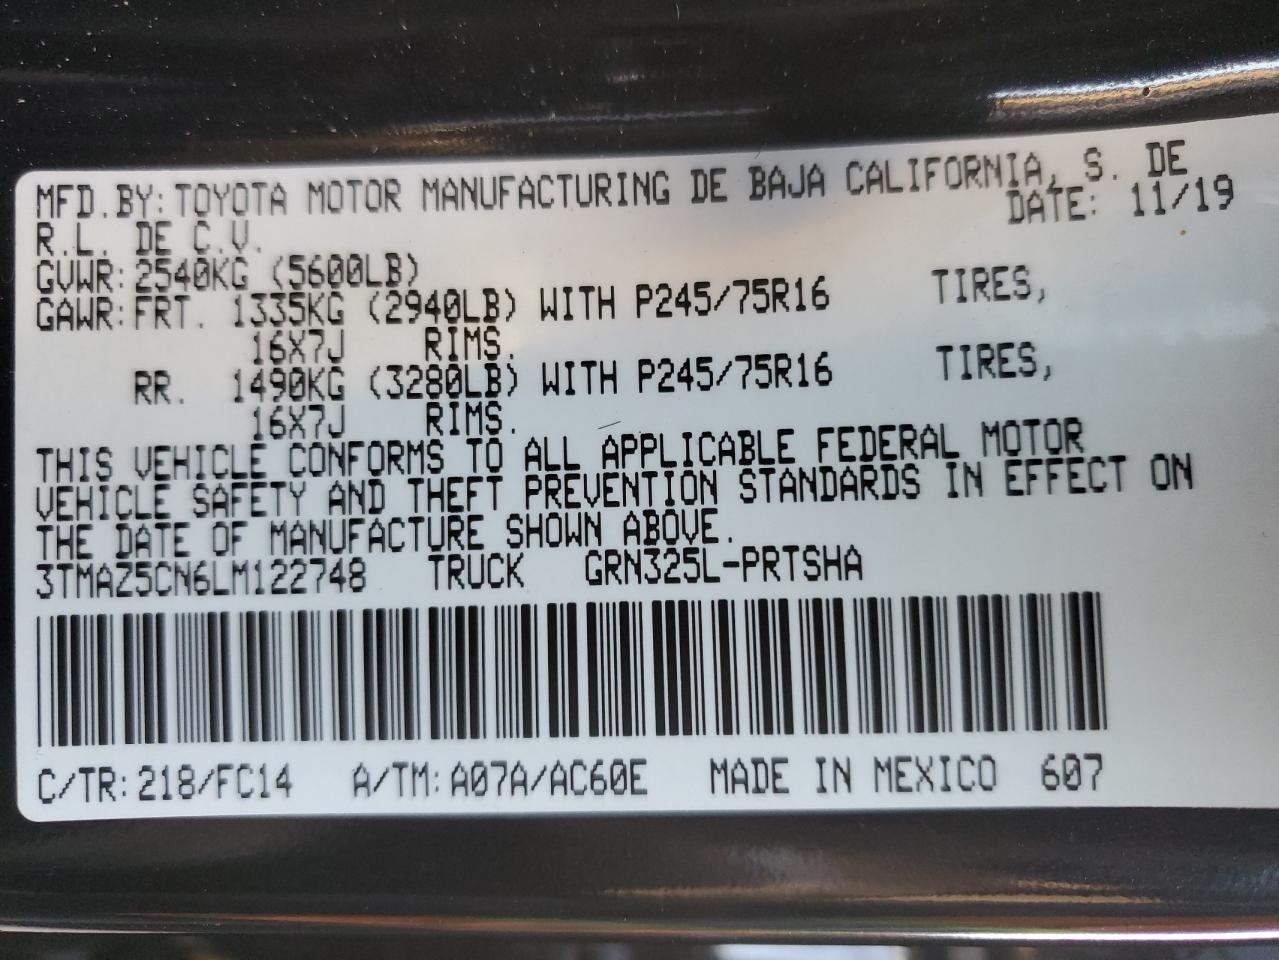 MFD.BY:TOYOTA MOTOR MANUFACTURING DE BAJA CALIFORNIA, S. DE
R.L. DE C.V. DATE: 11/19
GVWR:2540KG (5600LB)
GAWR:FRT. 1335KG (2940LB) WITH P245/75R16 TIRES,
16X7J RIMS.
RR. 1490KG (3280LB) WITH P245/75R16 TIRES,
16X7J RIMS.
THIS VEHICLE CONFORMS TO ALL APPLICABLE FEDERAL MOTOR
VEHICLE SAFETY AND THEFT PREVENTION STANDARDS IN EFFECT ON
THE DATE OF MANUFACTURE SHOWN ABOVE.
3TMAZ5CN6LM122748 TRUCK GRN325L-PRTSHA
C/TR:218/FC14 A/TM:A07A/AC60E MADE IN MEXICO 607